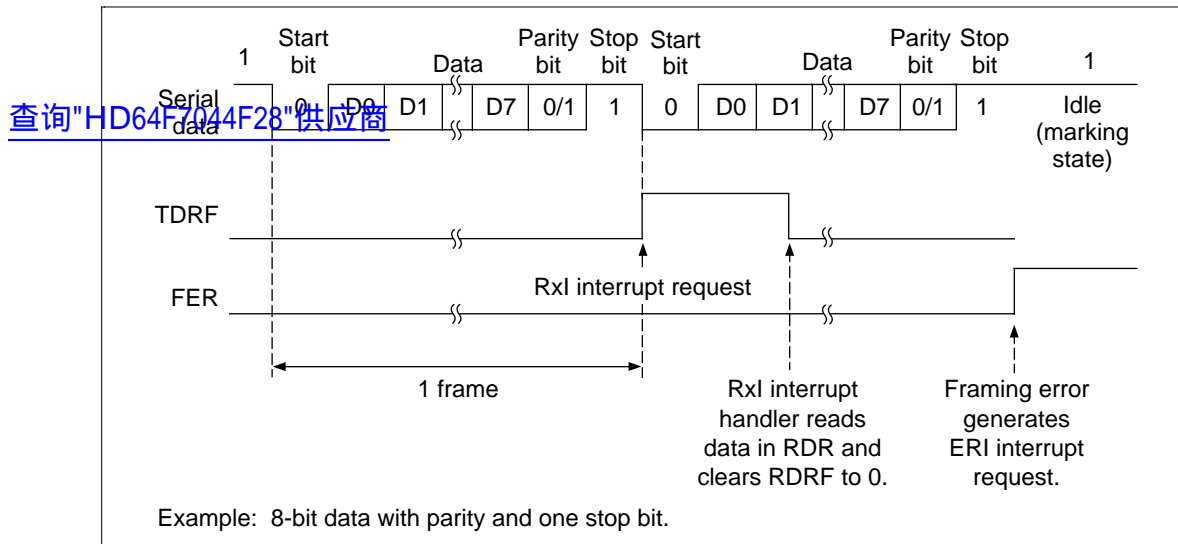 1 Start bit Data Parity bit Stop bit Start bit Data Parity bit Stop bit 1
Serial data 0 D0 D1 D7 0/1 1 0 D0 D1 D7 0/1 1 Idle (marking state)
查询"HD64F7044F28"供应商
TDRF
RxI interrupt request
FER
1 frame
RxI interrupt
handler reads
data in RDR and
clears RDRF to 0.
Framing error
generates
ERI interrupt
request.
Example: 8-bit data with parity and one stop bit.